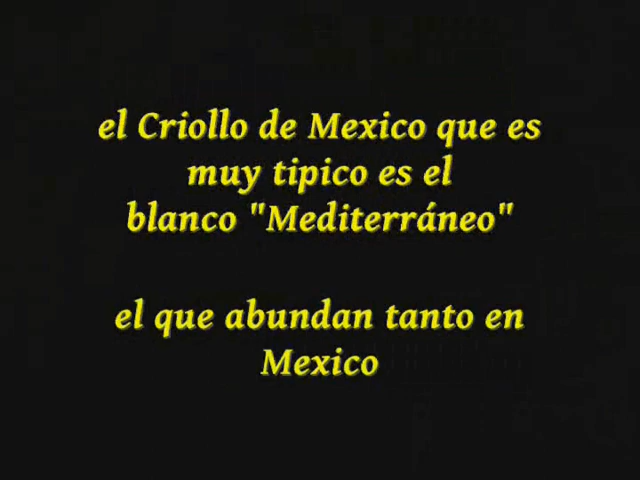 el Criollo de Mexico que es
muy tipico es el
blanco "Mediterráneo"
el que abundan tanto en
Mexico